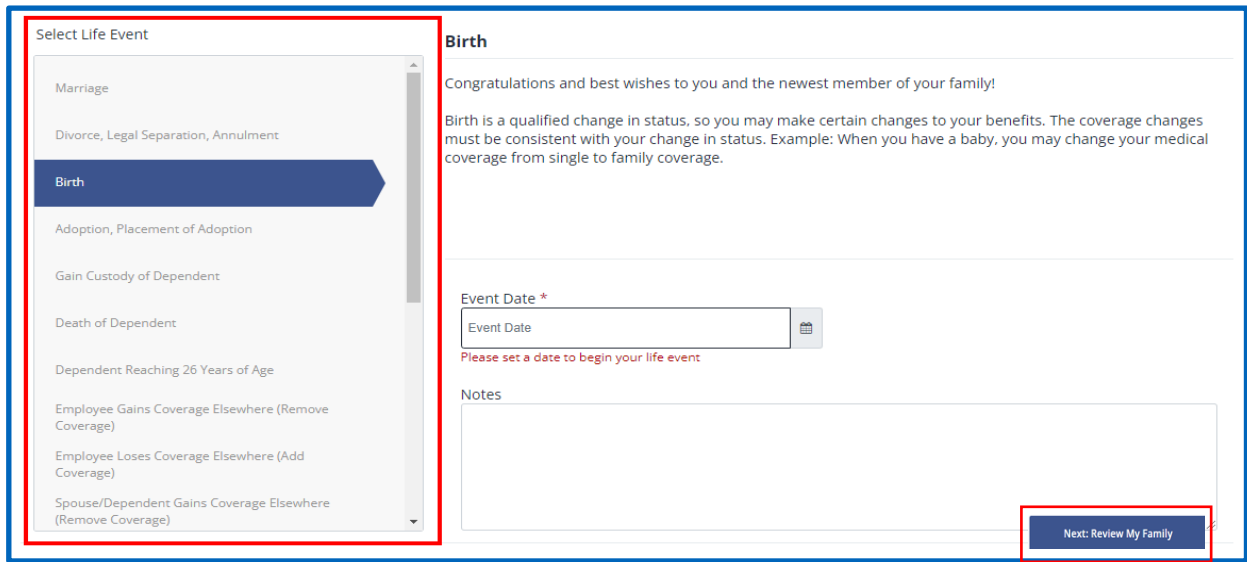 Select Life Event
Marriage
Divorce, Legal Separation, Annulment
Birth
Adoption, Placement of Adoption
Gain Custody of Dependent
Death of Dependent
Dependent Reaching 26 Years of Age
Employee Gains Coverage Elsewhere (Remove
Coverage)
Employee Loses Coverage Elsewhere (Add
Coverage)
Spouse/Dependent Gains Coverage Elsewhere
(Remove Coverage)
Birth
Congratulations and best wishes to you and the newest member of your family!
Birth is a qualified change in status, so you may make certain changes to your benefits. The coverage changes
must be consistent with your change in status. Example: When you have a baby, you may change your medical
coverage from single to family coverage.
Event Date *
Event Date
Please set a date to begin your life event
Notes
Next: Review My Family